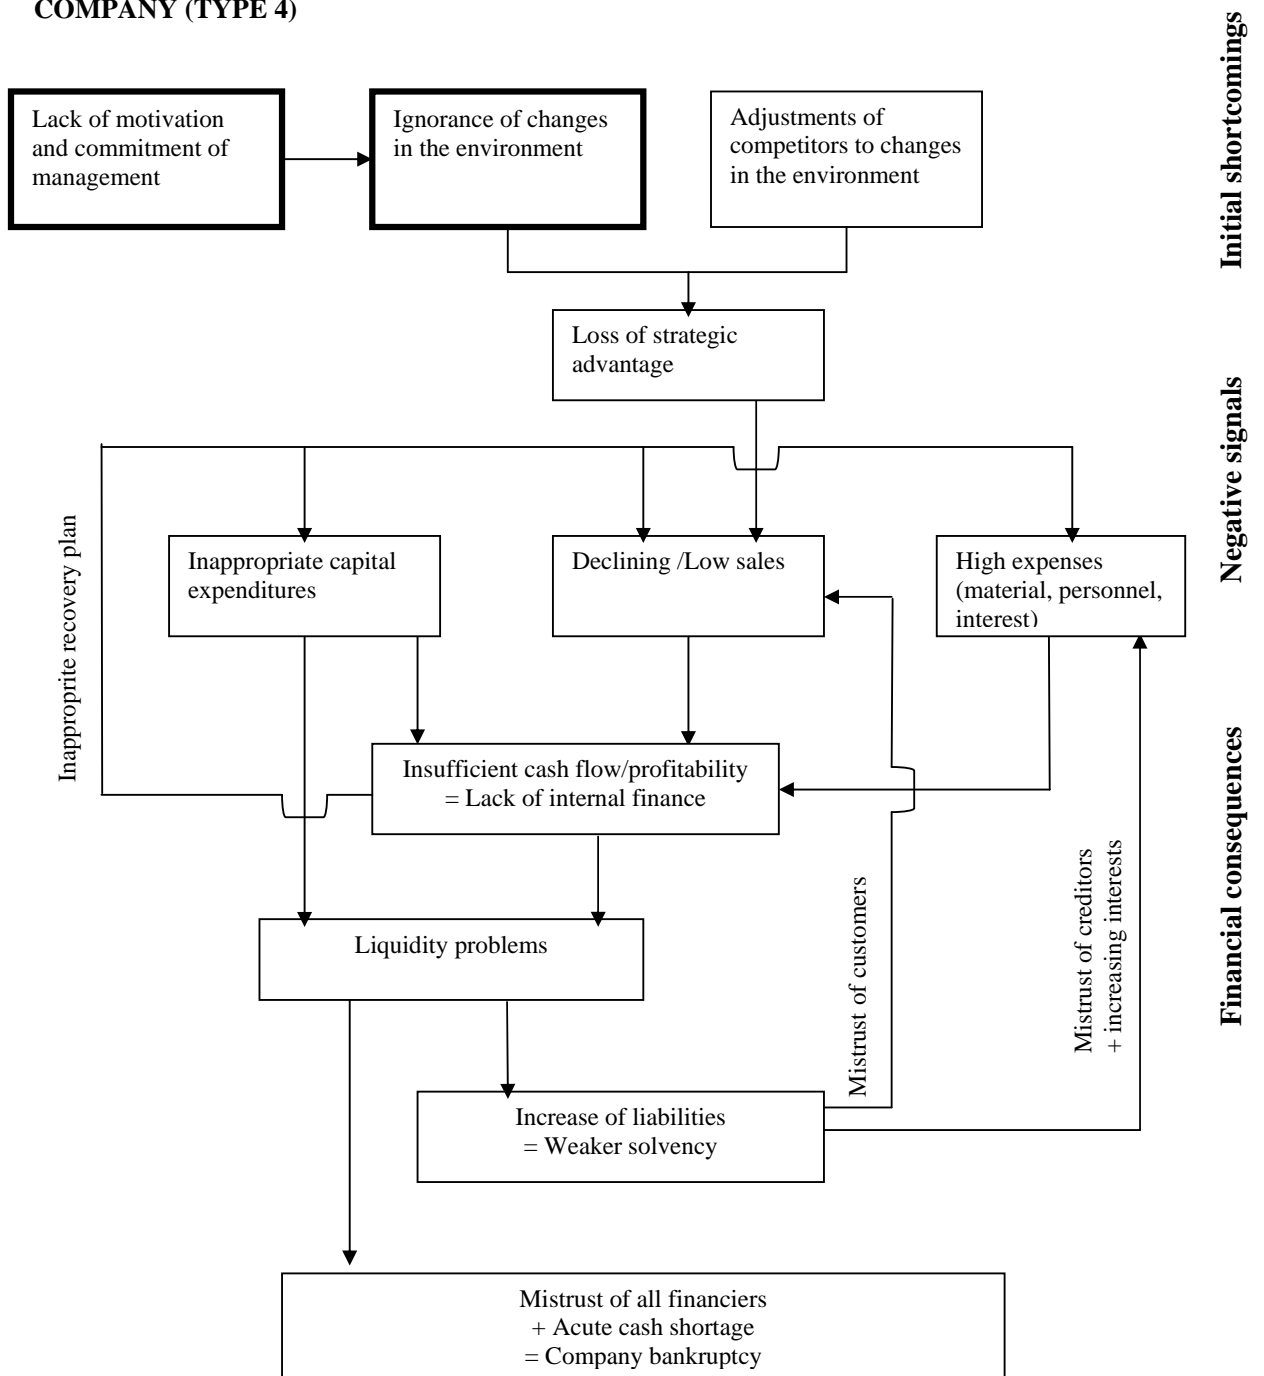 COMPANY (TYPE 4)
Initial shortcomings
Lack of motivation
and commitment of
management
Ignorance of changes
in the environment
Adjustments of
competitors to changes
in the environment
Loss of strategic
advantage
Negative signals
Inappropriate capital
expenditures
Declining /Low sales
High expenses
(material, personnel,
interest)
Inapproprite recovery plan
Insufficient cash flow/profitability
= Lack of internal finance
Financial consequences
Liquidity problems
Mistrust of customers
Mistrust of creditors
+ increasing interests
Increase of liabilities
= Weaker solvency
Mistrust of all financiers
+ Acute cash shortage
= Company bankruptcy